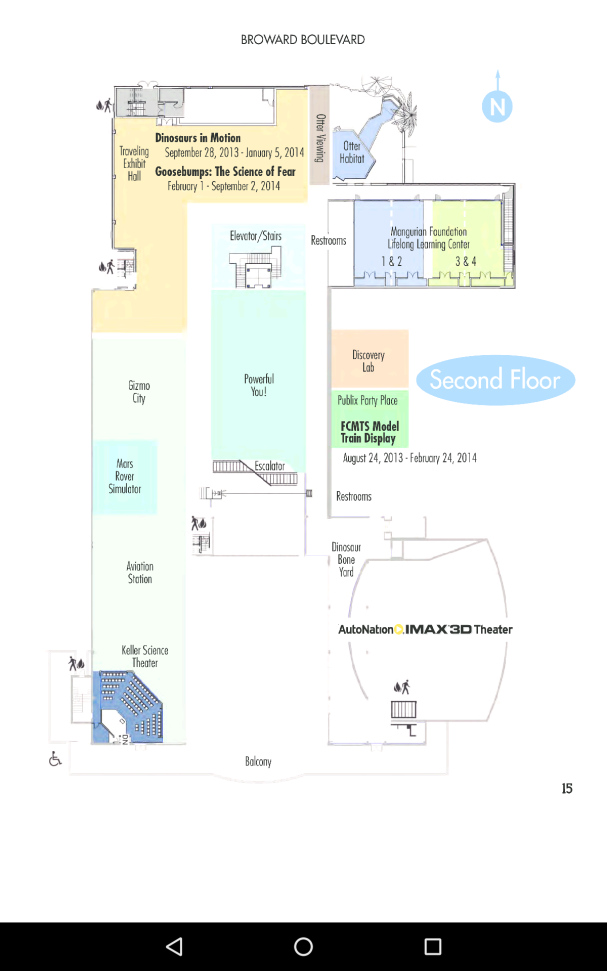 BROWARD BOULEVARD
N
Dinosaurs in Motion
September 28, 2013 - January 5, 2014
Goosebumps: The Science of Fear
February 1 - September 2, 2014
Traveling
Exhibit
Hall
Otter Viewing
Otter
Habitat
Elevator/Stairs
Restrooms
Mangurian Foundation
Lifelong Learning Center
1 & 2
3 & 4
Gizmo
City
Powerful
You!
Discovery
Lab
Second Floor
Publix Party Place
FCMTS Model
Train Display
August 24, 2013 - February 24, 2014
Mars
Rover
Simulator
Escalator
Restrooms
Aviation
Station
Dinosaur
Bone
Yard
AutoNation IMAX 3D Theater
Keller Science
Theater
Balcony
15